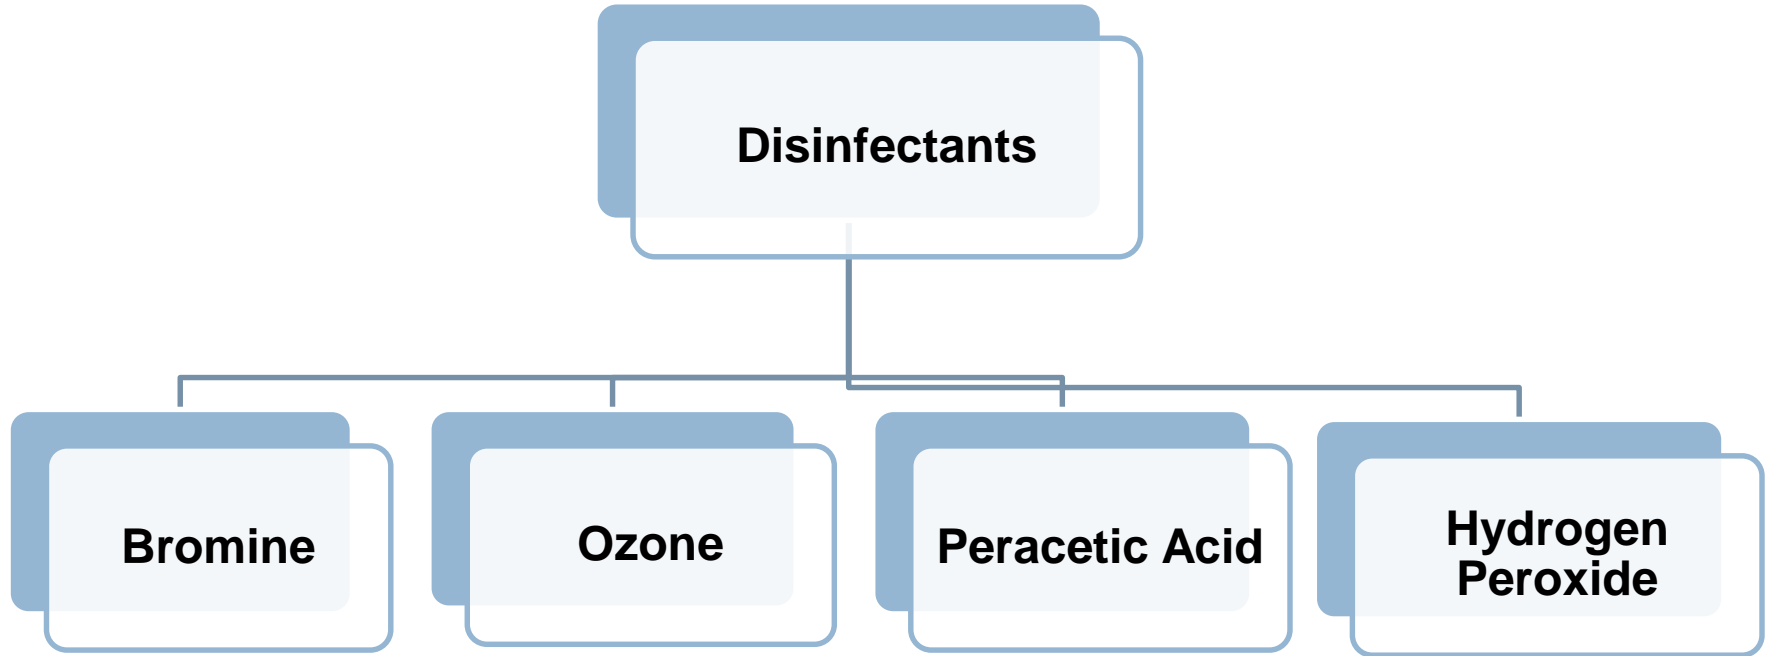 Disinfectants
Bromine
Ozone
Peracetic Acid
Hydrogen
Peroxide